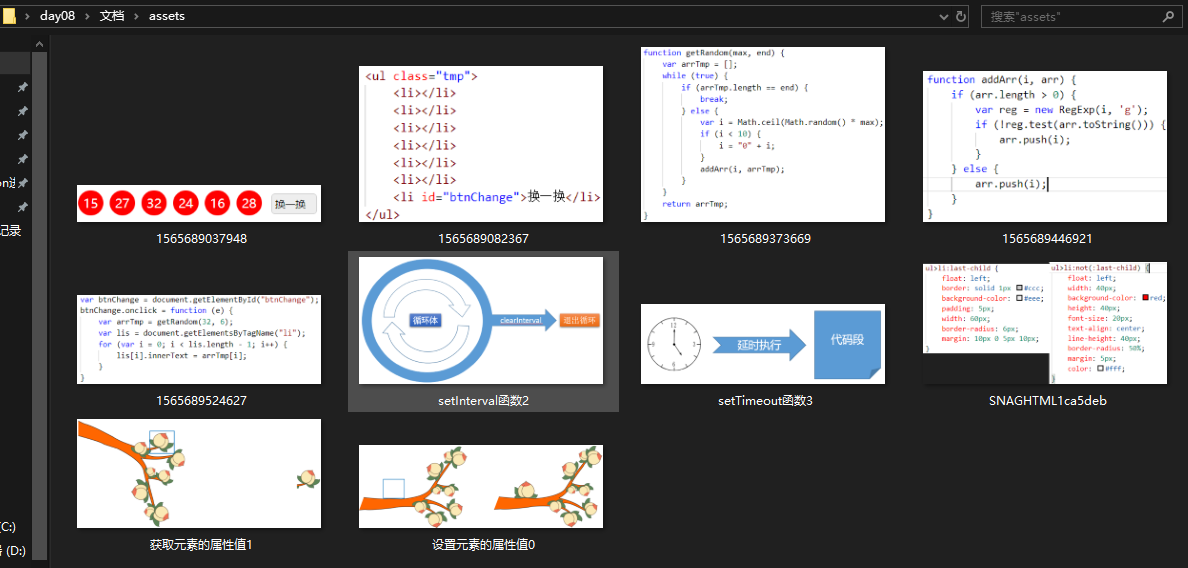 day08 > 文档 > assets
搜索"assets"
记录
(C:)
(D:)
15 27 32 24 16 28 换一换
1565689037948
<ul class="tmp">
<li></li>
<li></li>
<li></li>
<li></li>
<li></li>
<li></li>
<li id="btnChange">换一换</li>
</ul>
1565689082367
function getRandom(max, end) {
var arrTmp = [];
while (true) {
if (arrTmp.length == end) {
break;
} else {
var i = Math.ceil(Math.random() * max);
if (i < 10) {
i = "0" + i;
}
addArr(i, arrTmp);
}
}
return arrTmp;
}
1565689373669
function addArr(i, arr) {
if (arr.length > 0) {
var reg = new RegExp(i, 'g');
if (!reg.test(arr.toString())) {
arr.push(i);
}
} else {
arr.push(i);
}
}
1565689446921
var btnChange = document.getElementById("btnChange");
btnChange.onclick = function (e) {
var arrTmp = getRandom(32, 6);
var lis = document.getElementsByTagName("li");
for (var i = 0; i < lis.length - 1; i++) {
lis[i].innerText = arrTmp[i];
}
}
1565689524627
循环体
clearInterval
退出循环
setInterval函数2
延时执行
代码段
setTimeout函数3
ul>li:last-child {
float: left;
border: solid 1px #ccc;
background-color: #eee;
padding: 5px;
width: 60px;
border-radius: 6px;
margin: 10px 0 5px 10px;
}
ul>li:not(:last-child) {
float: left;
width: 40px;
background-color: red;
height: 40px;
font-size: 20px;
text-align: center;
line-height: 40px;
border-radius: 50%;
margin: 5px;
color: #fff;
}
SNAGHTML1ca5deb
获取元素的属性值1
设置元素的属性值0